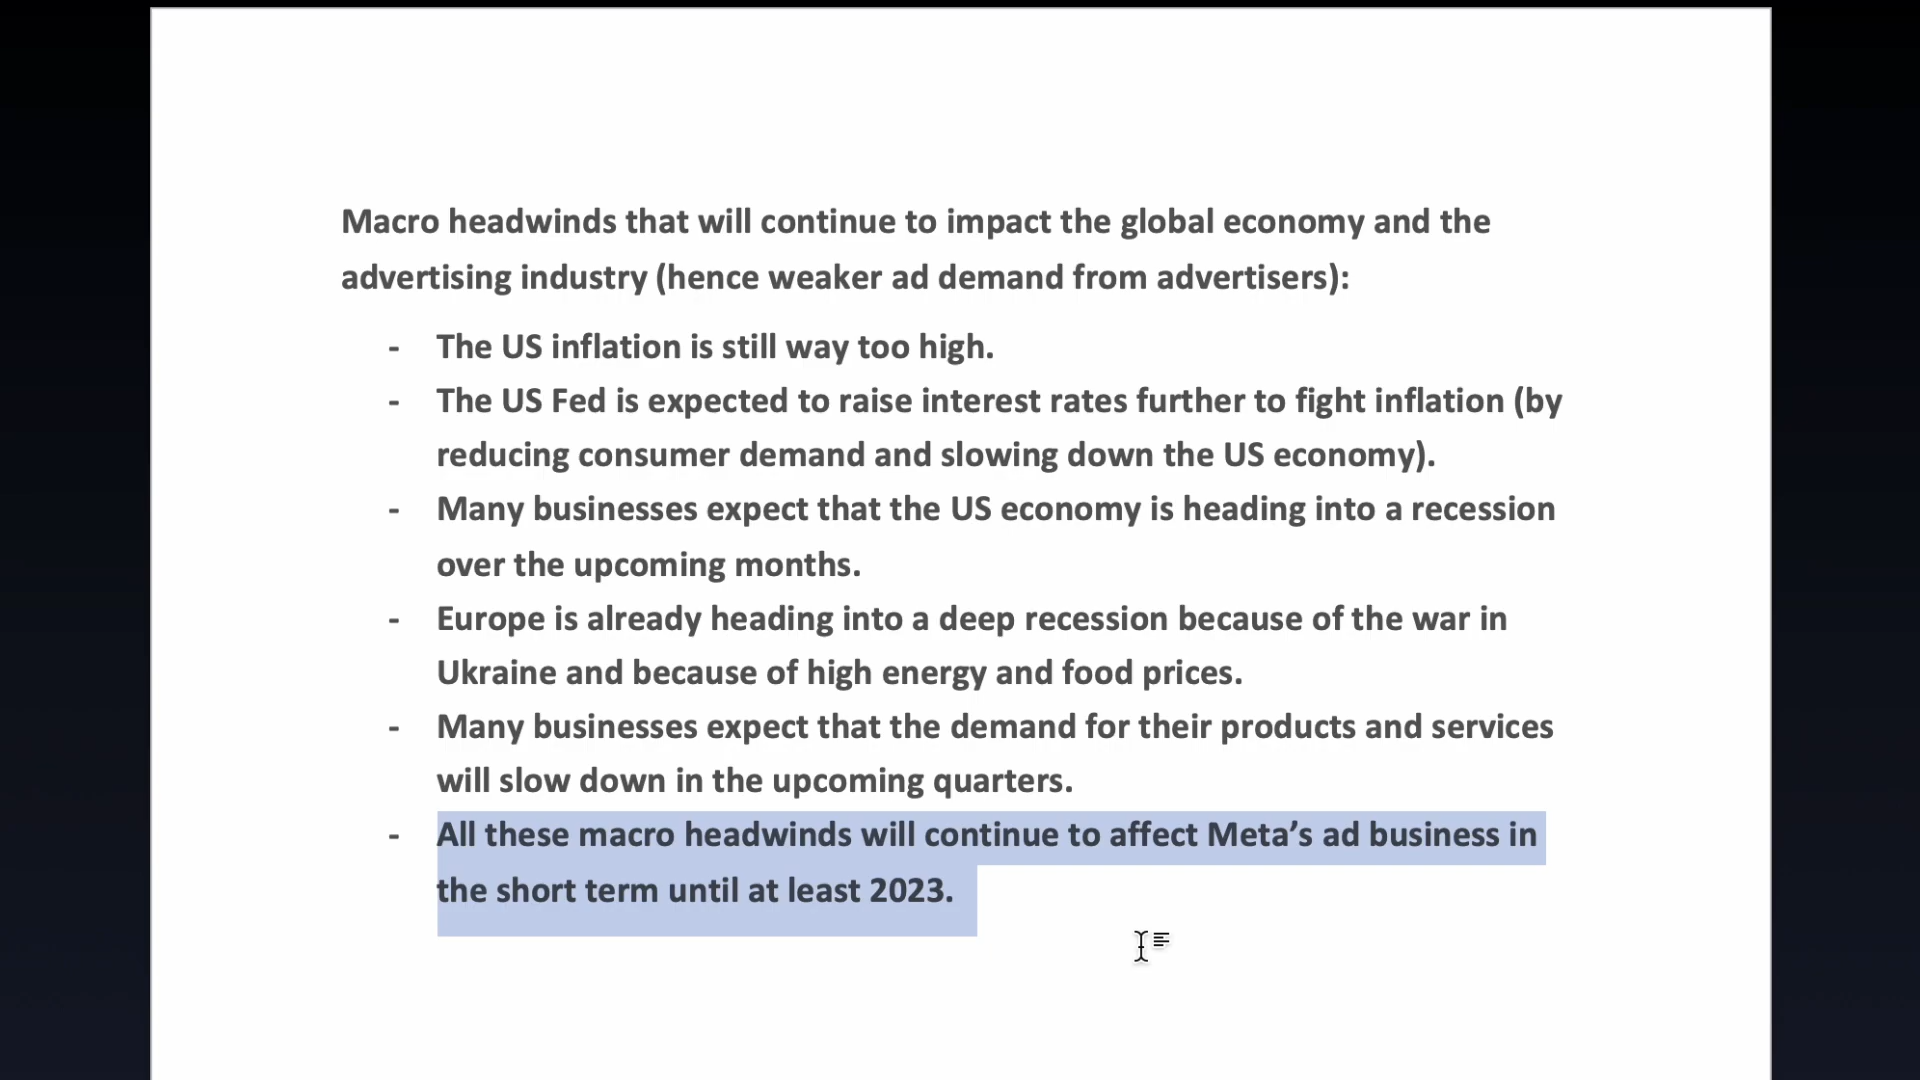 Macro headwinds that will continue to impact the global economy and the
advertising industry (hence weaker ad demand from advertisers):
- The US inflation is still way too high.
- The US Fed is expected to raise interest rates further to fight inflation (by
reducing consumer demand and slowing down the US economy).
- Many businesses expect that the US economy is heading into a recession
over the upcoming months.
- Europe is already heading into a deep recession because of the war in
Ukraine and because of high energy and food prices.
- Many businesses expect that the demand for their products and services
will slow down in the upcoming quarters.
- All these macro headwinds will continue to affect Meta’s ad business in
the short term until at least 2023.